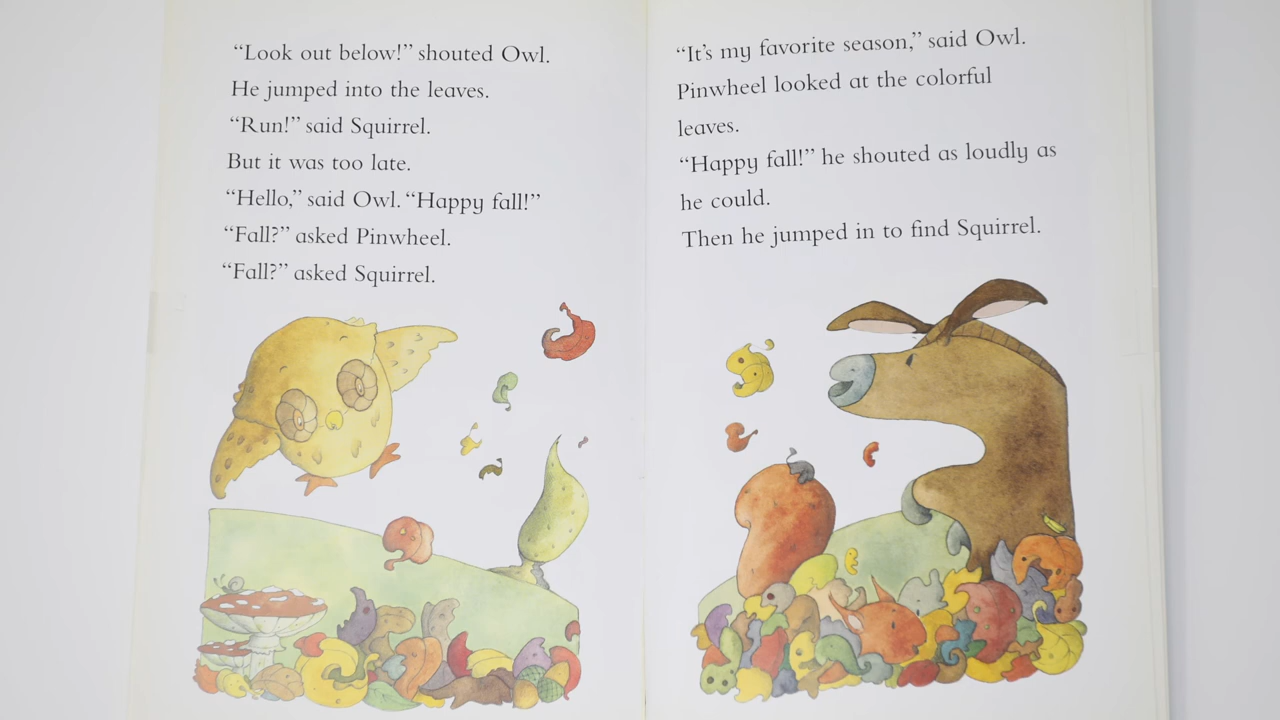 “Look out below!” shouted Owl.
He jumped into the leaves.
“Run!” said Squirrel.
But it was too late.
“Hello,” said Owl. “Happy fall!”
“Fall?” asked Pinwheel.
“Fall?” asked Squirrel.
“It’s my favorite season,” said Owl.
Pinwheel looked at the colorful
leaves.
“Happy fall!” he shouted as loudly as
he could.
Then he jumped in to find Squirrel.